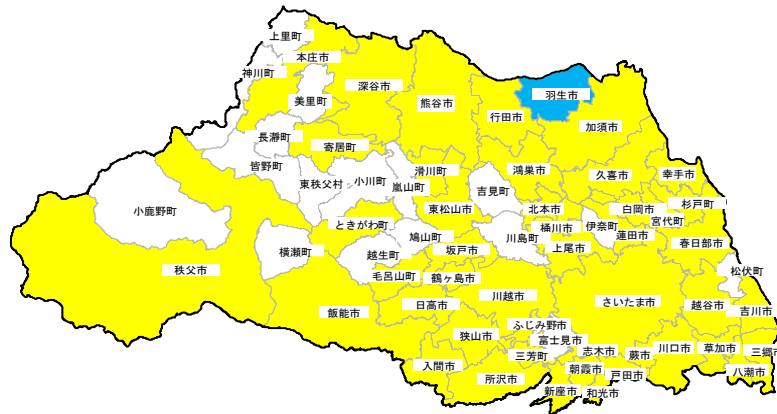 上里町
本庄市
神川町
深谷市
羽生市
美里町
熊谷市
行田市
加須市
長瀞町
寄居町
皆野町
滑川町
鴻巣市
久喜市
幸手市
東秩父村
小川町
嵐山町
吉見町
小鹿野町
東松山市
北本市
白岡市
杉戸町
ときがわ町
桶川市
伊奈町
宮代町
横瀬町
鳩山町
川島町
蓮田市
越生町
坂戸市
上尾市
春日部市
秩父市
毛呂山町
鶴ヶ島市
松伏町
飯能市
日高市
川越市
さいたま市
越谷市
吉川市
狭山市
ふじみ野市
富士見市
三芳町
志木市
蕨市
川口市
草加市
三郷市
入間市
所沢市
朝霞市
戸田市
八潮市
新座市
和光市